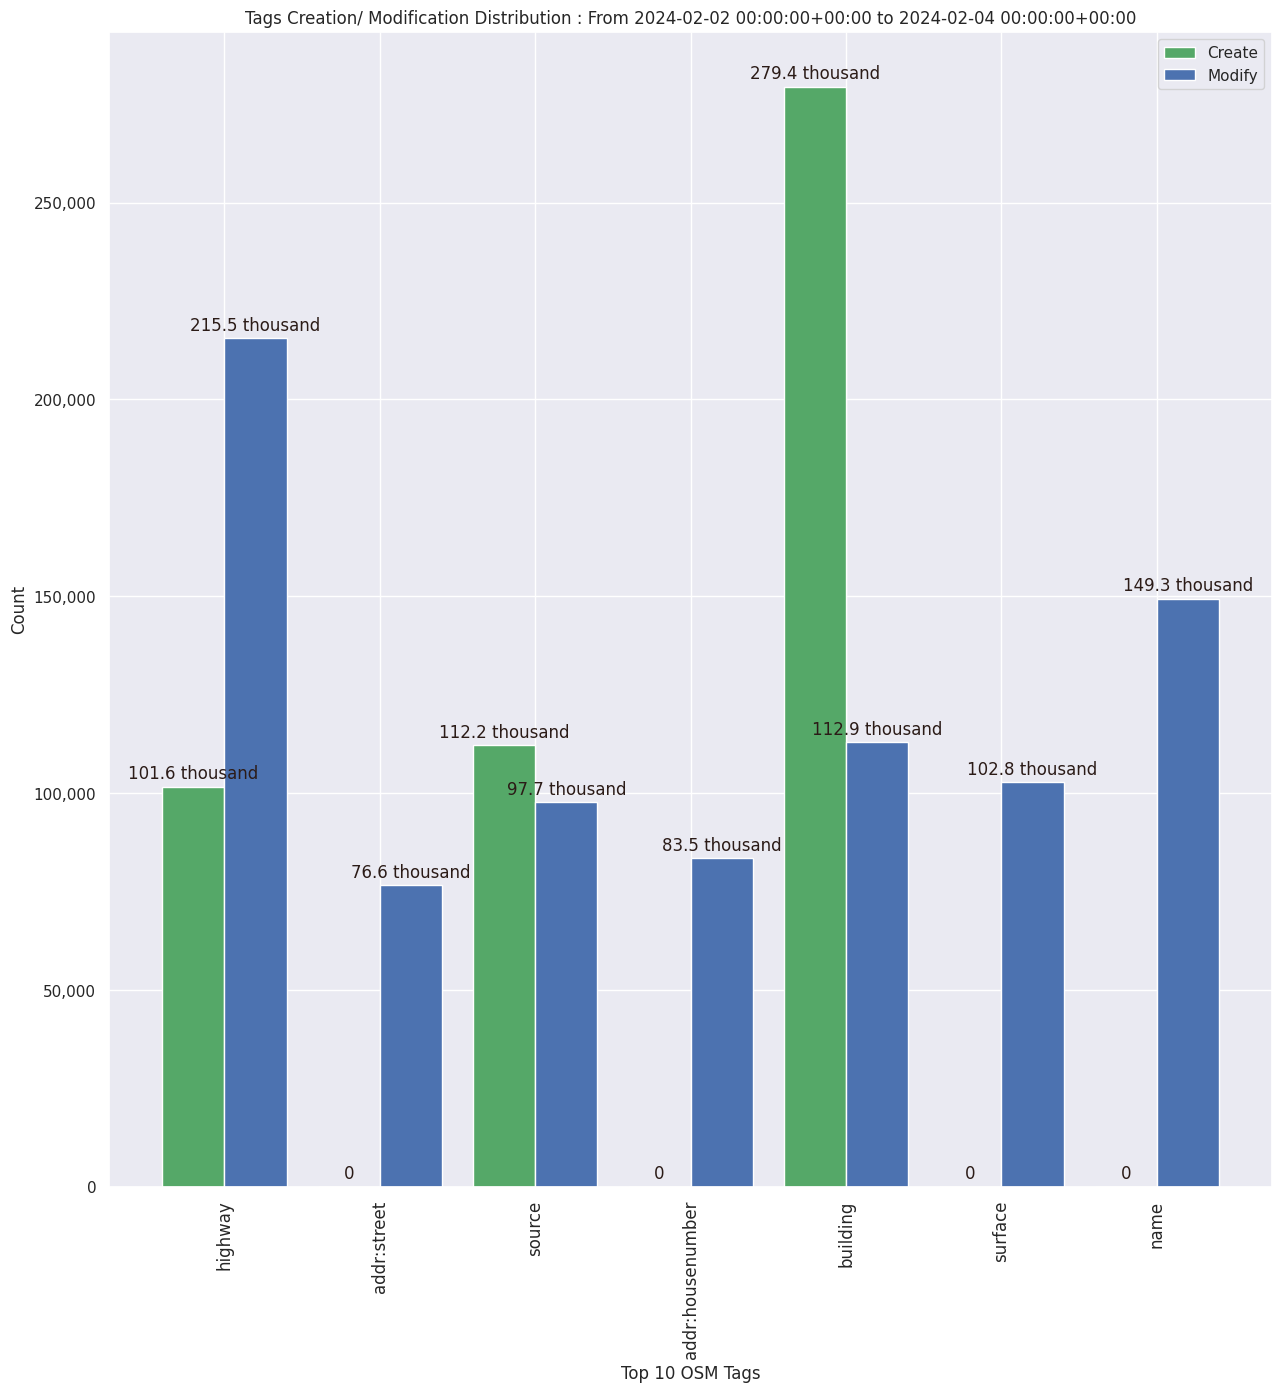 Tags Creation/ Modification Distribution : From 2024-02-02 00:00:00+00:00 to 2024-02-04 00:00:00+00:00
Create
Modify
279.4 thousand
250,000
215.5 thousand
200,000
150,000
149.3 thousand
Count
112.2 thousand
112.9 thousand
101.6 thousand
102.8 thousand
100,000
97.7 thousand
83.5 thousand
76.6 thousand
50,000
0
0
0
0
0
highway
addr:street
source
addr:housenumber
building
surface
name
Top 10 OSM Tags